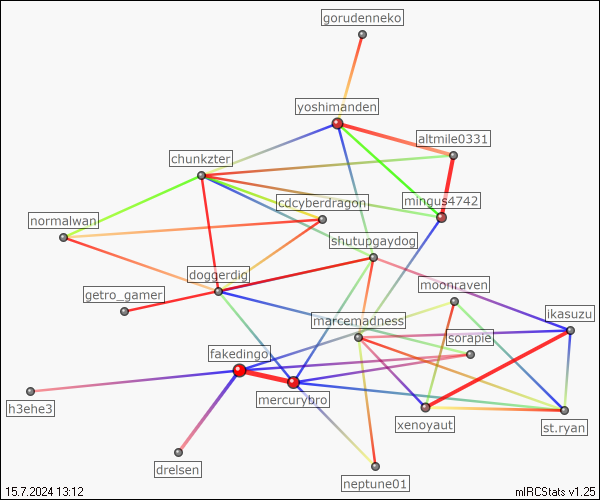 gorudenneko
yoshimanden
altmile0331
chunkzter
cdcyberdragon
mingus4742
normalwan
shutupgaydog
doggerdig
moonraven
getro_gamer
marcemadness
ikasuzu
sorapie
fakedingo
mercurybro
h3ehe3
xenoyaut
st.ryan
drelsen
neptune01
15.7.2024 13:12
mIRCStats v1.25